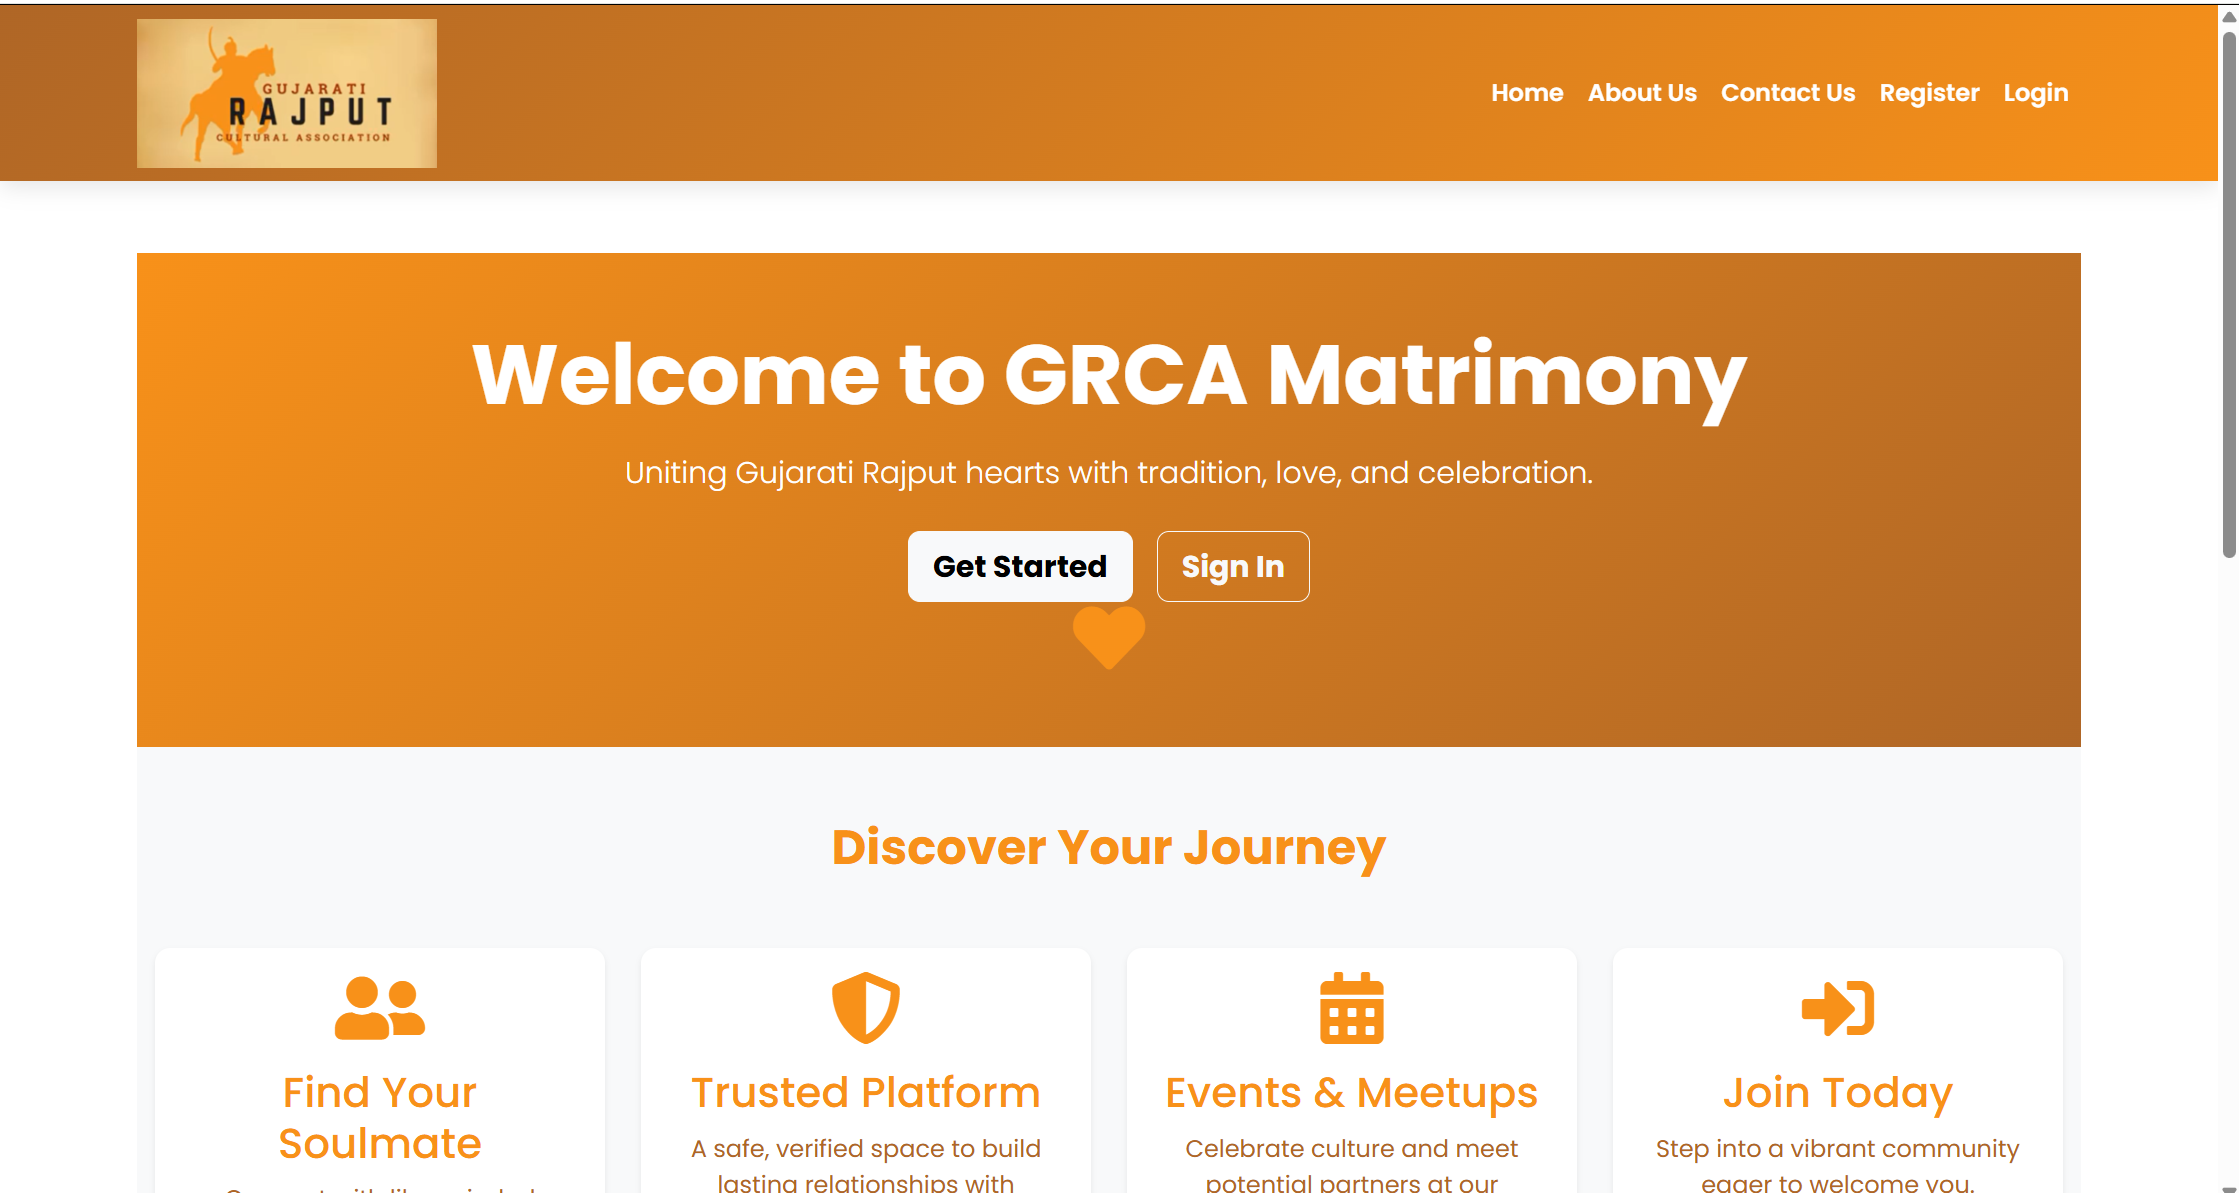 GUJARATI
RAJPUT
CULTURAL ASSOCIATION
Home About Us Contact Us Register Login
Welcome to GRCA Matrimony
Uniting Gujarati Rajput hearts with tradition, love, and celebration.
Get Started Sign In
Discover Your Journey
Find Your
Soulmate
Trusted Platform
A safe, verified space to build
lasting relationships with
Events & Meetups
Celebrate culture and meet
potential partners at our
Join Today
Step into a vibrant community
eager to welcome you.